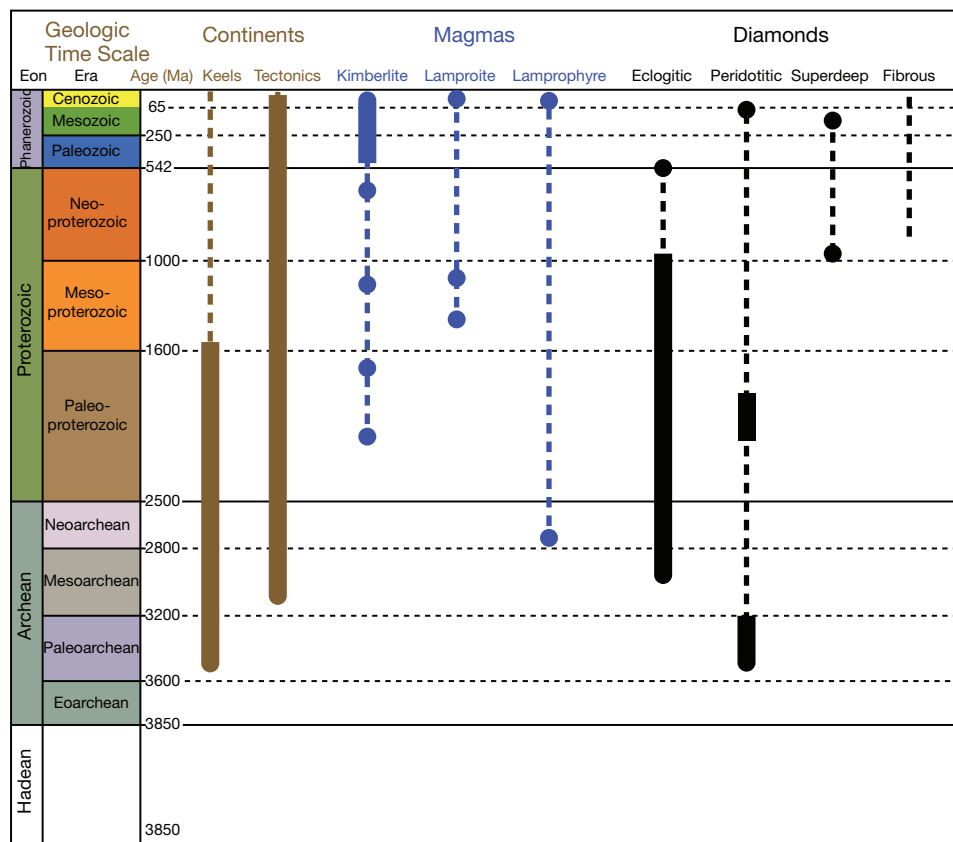 Geologic
Time Scale
Continents
Magmas
Diamonds
Eon Era Age (Ma) Keels Tectonics Kimberlite Lamproite Lamprophyre Eclogitic Peridotitic Superdeep Fibrous
Phanerozoic
Cenozoic
65
Mesozoic
250
Paleozoic
542
Proterozoic
Neo-
proterozoic
1000
Meso-
proterozoic
1600
Paleo-
proterozoic
2500
Archean
Neoarchean
2800
Mesoarchean
3200
Paleoarchean
3600
Eoarchean
3850
Hadean
3850